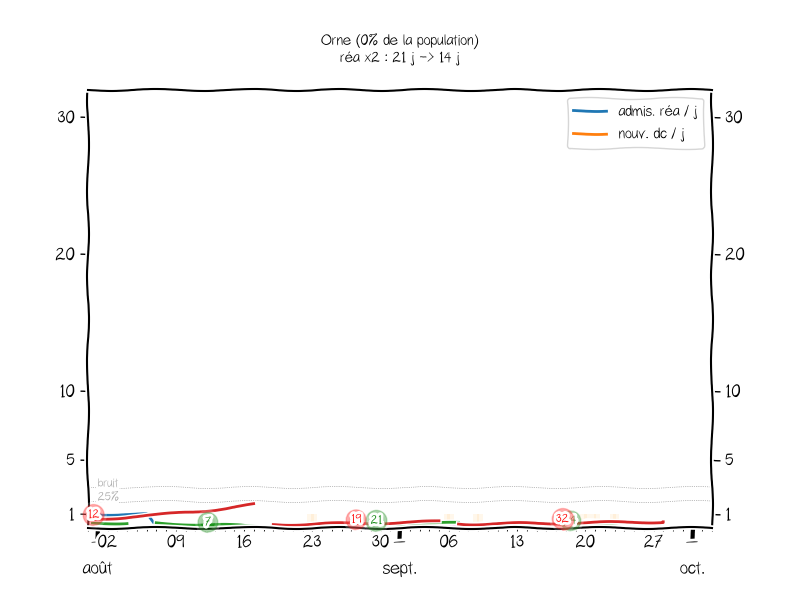 Orne (0% de la population)
réa x2 : 21 j -> 14 j
admis. réa / j
nouv. dc / j
30
30
20
20
10
10
5
5
bruit
25%
1
1
12
7
19
21
32
02 09 16 23 30 06 13 20 27
août sept. oct.